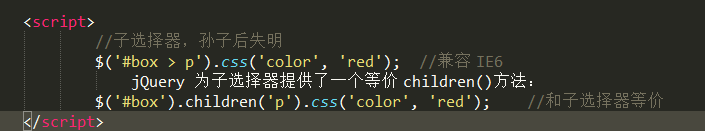 <script>
//子选择器，孙子后失明
$('#box > p').css('color', 'red');  //兼容 IE6
jQuery 为子选择器提供了一个等价 children()方法：
$('#box').children('p').css('color', 'red');    //和子选择器等价
</script>